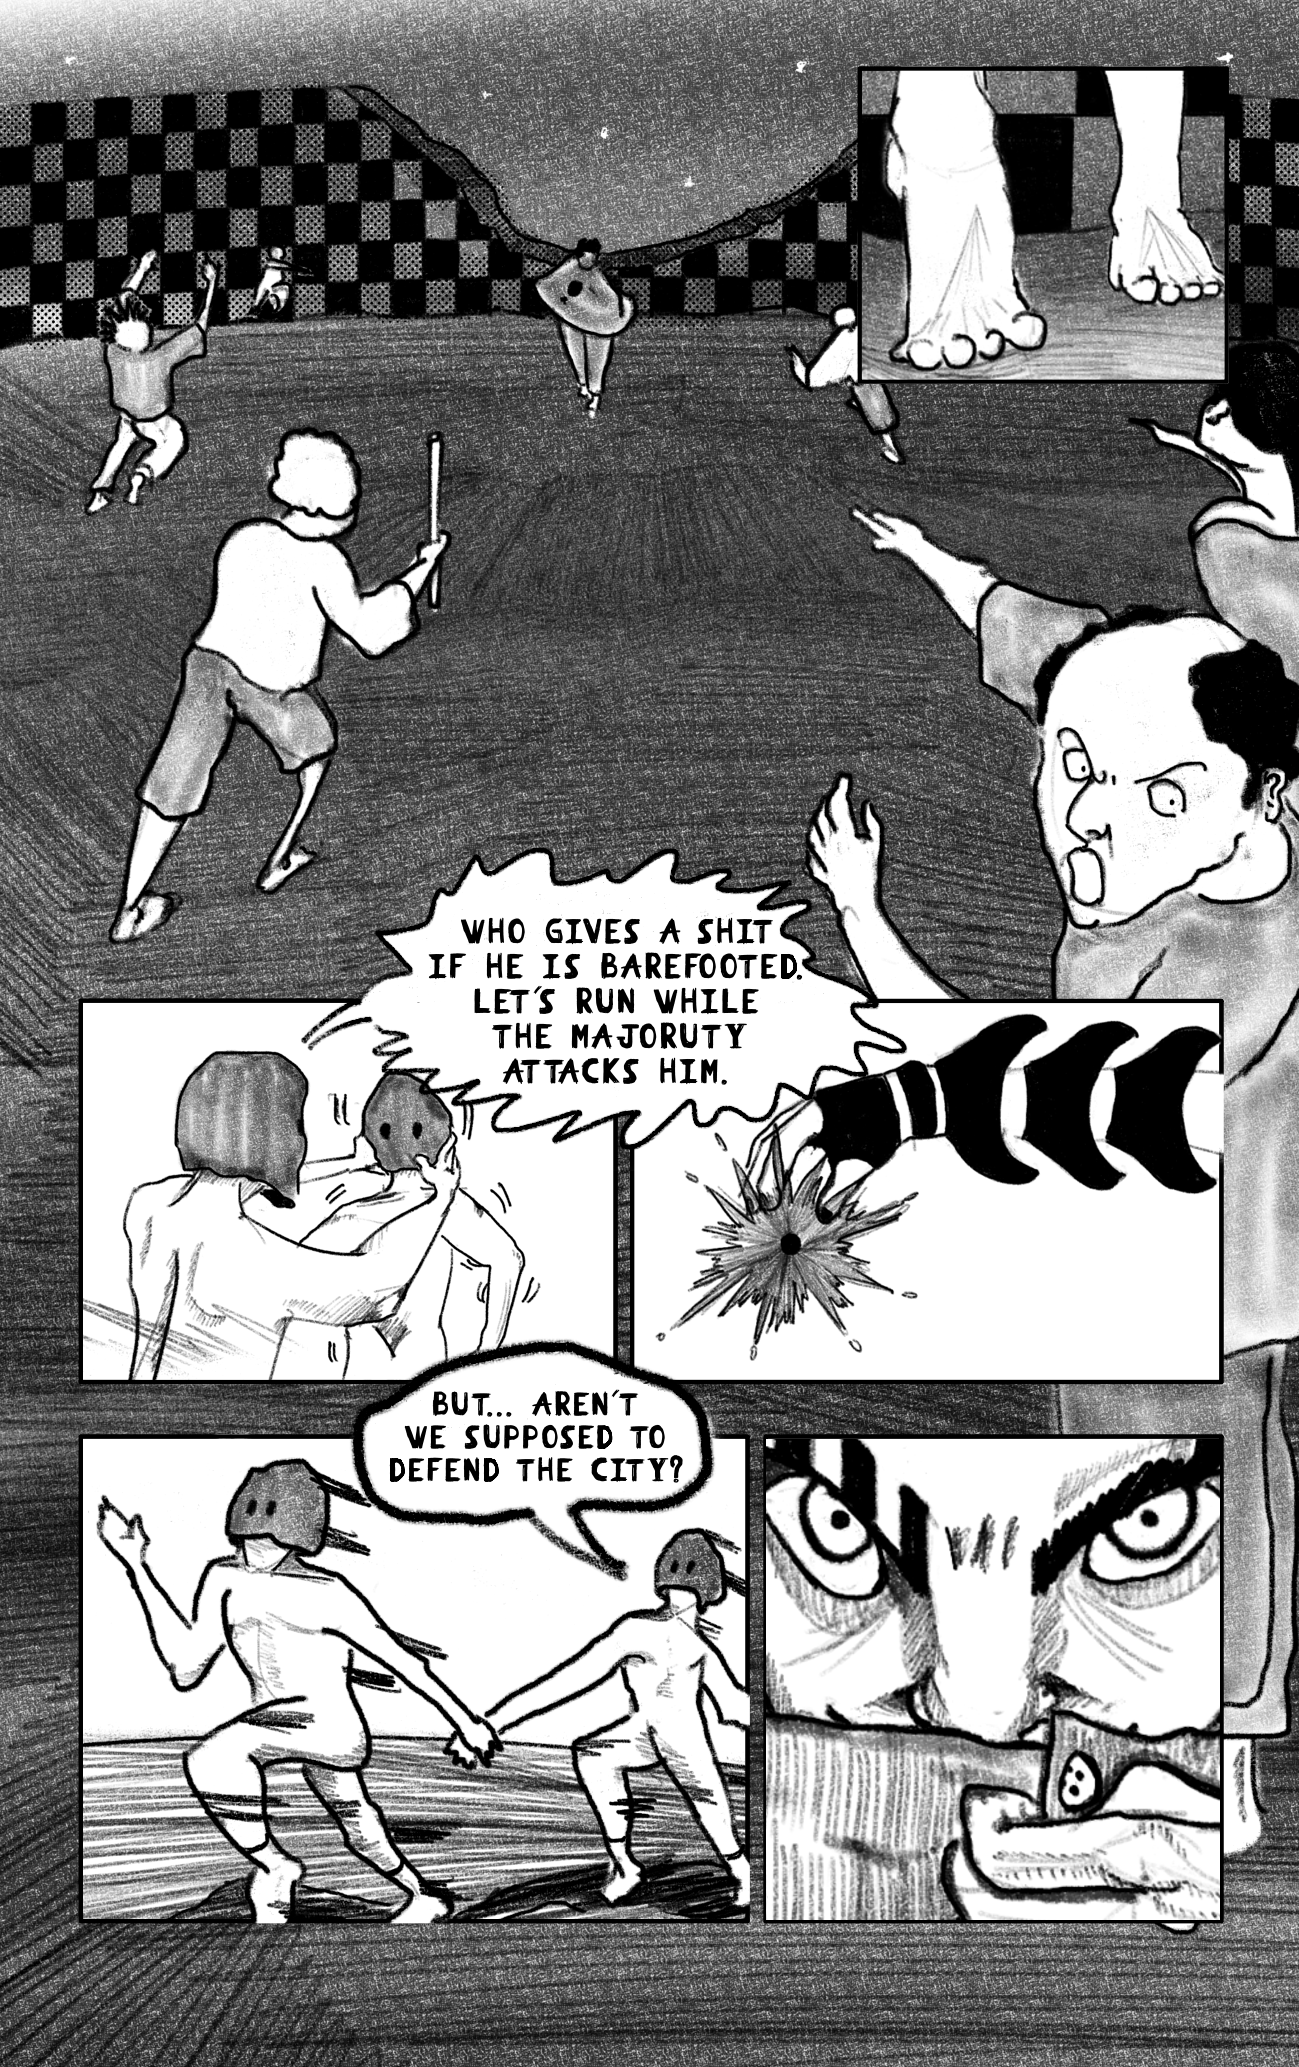 WHO GIVES A SHIT
IF HE IS BAREFOOTED.
LET'S RUN WHILE
THE MAJORUTY
ATTACKS HIM.
BUT... AREN'T
WE SUPPOSED TO
DEFEND THE CITY?